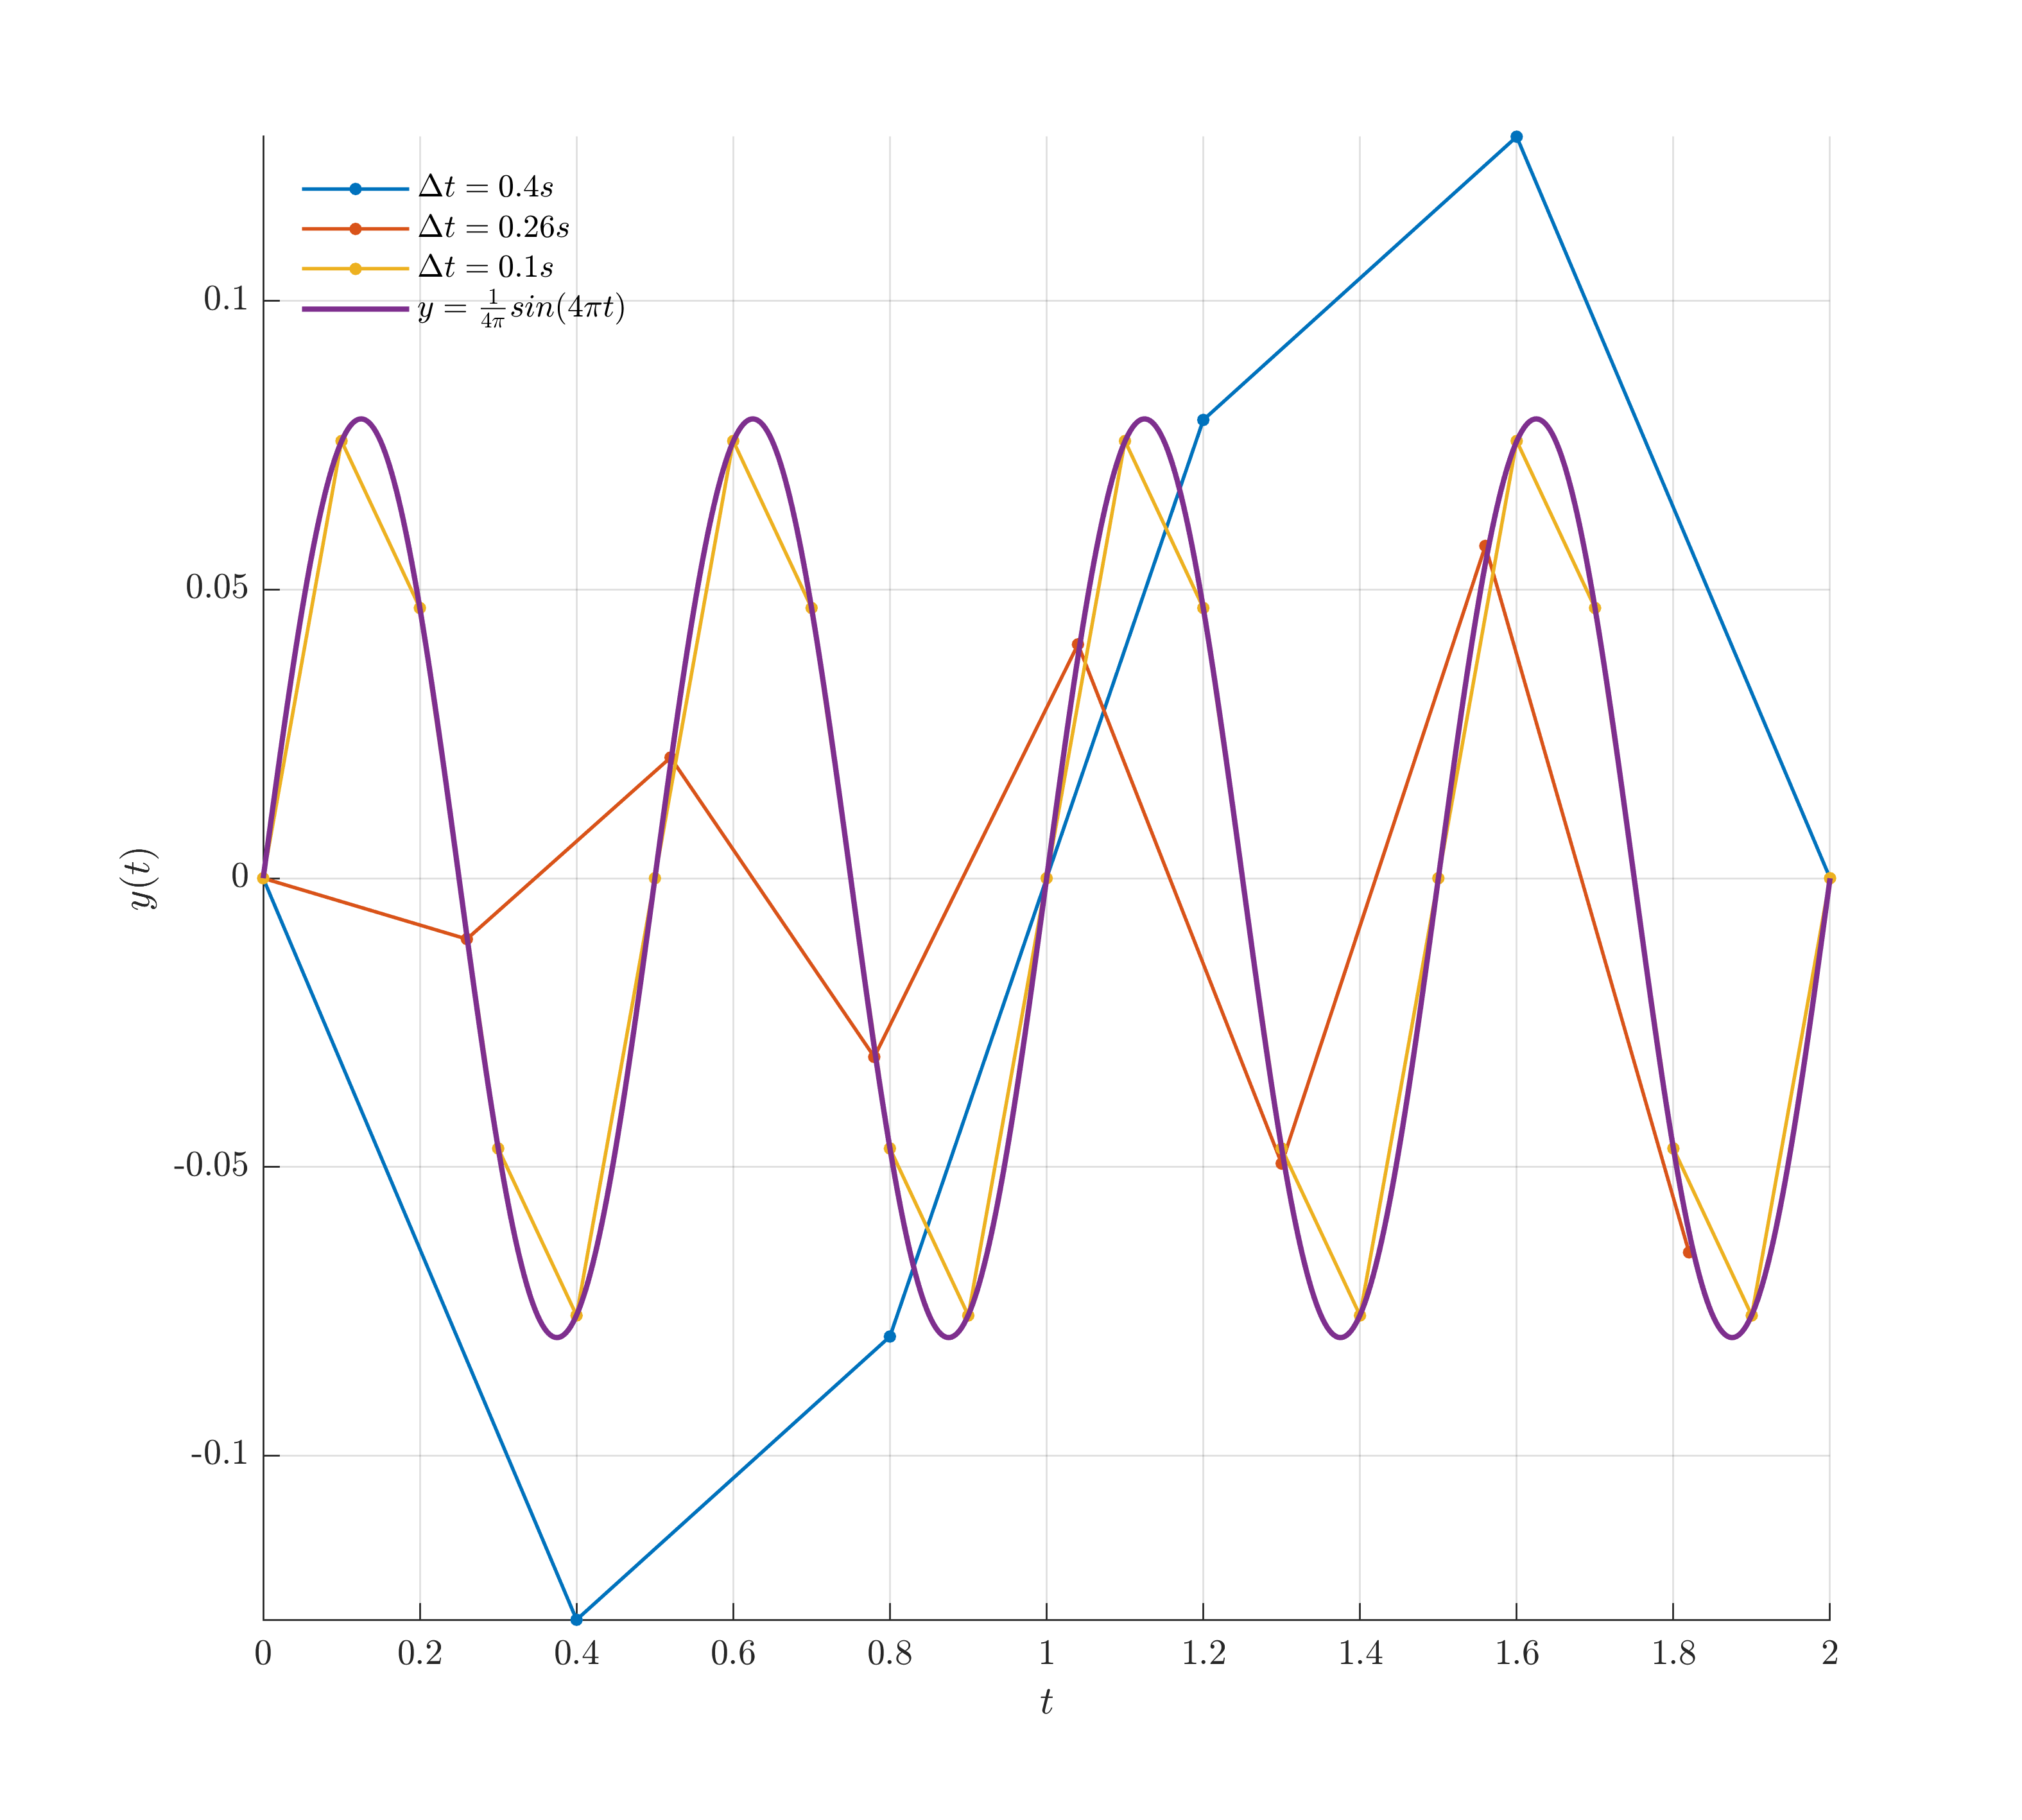 Δt = 0.4s
Δt = 0.26s
Δt = 0.1s
y = \frac{1}{4π}sin(4πt)
0.1
0.05
0
-0.05
-0.1
y(t)
0 0.2 0.4 0.6 0.8 1 1.2 1.4 1.6 1.8 2
t